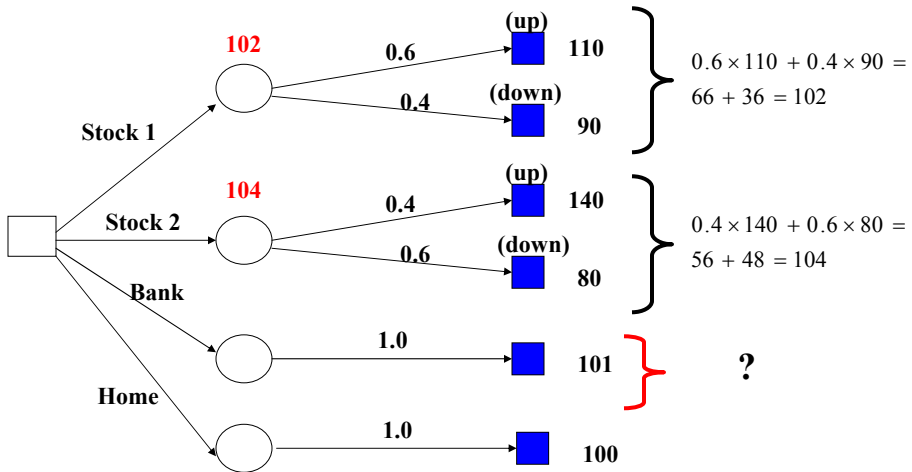 (up)
102
0.6
110
0.6 × 110 + 0.4 × 90 =
66 + 36 = 102
0.4
(down)
90
Stock 1
(up)
104
0.4
140
Stock 2
0.4 × 140 + 0.6 × 80 =
56 + 48 = 104
(down)
0.6
80
Bank
1.0
101
?
Home
1.0
100